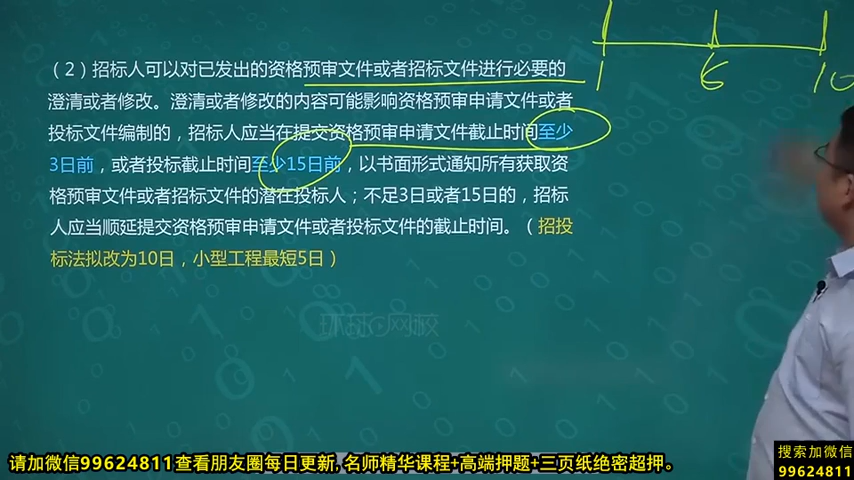 （2）招标人可以对已发出的资格预审文件或者招标文件进行必要的
澄清或者修改。澄清或者修改的内容可能影响资格预审申请文件或者
投标文件编制的，招标人应当在提交资格预审申请文件截止时间至少
3日前，或者投标截止时间至少15日前，以书面形式通知所有获取资
格预审文件或者招标文件的潜在投标人；不足3日或者15日的，招标
人应当顺延提交资格预审申请文件或者投标文件的截止时间。（招投
标法拟改为10日，小型工程最短5日）
1 6 10
环球网校
请加微信99624811查看朋友圈每日更新,名师精华课程+高端押题+三页纸绝密超押。
搜索加微信
99624811